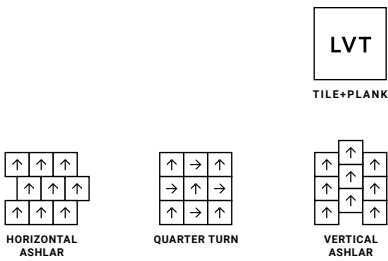 LVT
TILE+PLANK
HORIZONTAL
ASHLAR
QUARTER TURN
VERTICAL
ASHLAR